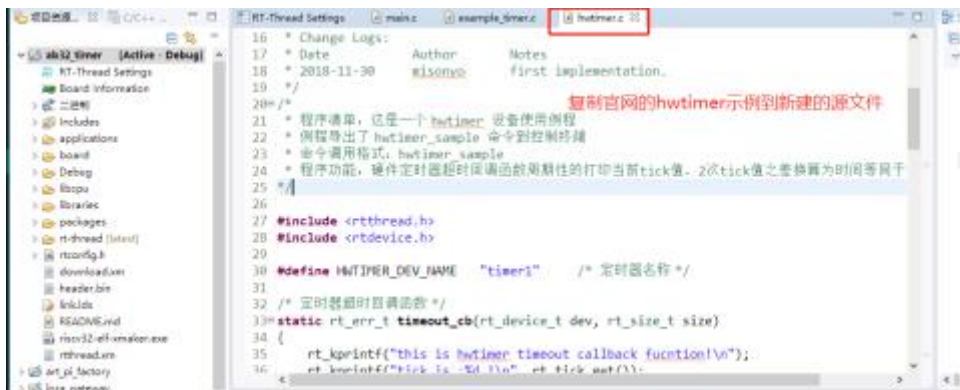 项目资源..
C/C++ ..
RT-Thread Settings
main.c
example_timer.c
hwtimer.c
ab32_timer [Active - Debug]
RT-Thread Settings
Board Information
二进制
Includes
applications
board
Debug
libcpu
libraries
packages
rt-thread [latest]
rtconfig.h
download.xm
header.bin
link.lds
README.md
riscv32-elf-xmaker.exe
rtthread.xm
art_pi_factory
16 * Change Logs:
17 * Date Author Notes
18 * 2018-11-30 misonyo first implementation.
19 */
20 /*
复制官网的hwtimer示例到新建的源文件
21 * 程序清单：这是一个 hwtimer 设备使用例程
22 * 例程导出了 hwtimer_sample 命令到控制终端
23 * 命令调用格式：hwtimer_sample
24 * 程序功能：硬件定时器超时回调函数周期性的打印当前tick值，2次tick值之差换算为时间等同于
25 */
26
27 #include <rtthread.h>
28 #include <rtdevice.h>
29
30 #define HWTIMER_DEV_NAME "timer1" /* 定时器名称 */
31
32 /* 定时器超时回调函数 */
33 static rt_err_t timeout_cb(rt_device_t dev, rt_size_t size)
34 {
35 rt_kprintf("this is hwtimer timeout callback fucntion!\n");
36 rt_kprintf("tick is :%d !\n", rt_tick_get());